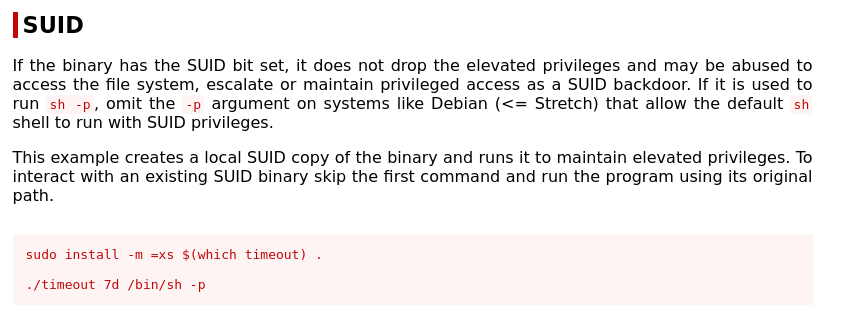 SUID
If the binary has the SUID bit set, it does not drop the elevated privileges and may be abused to
access the file system, escalate or maintain privileged access as a SUID backdoor. If it is used to
run sh -p, omit the -p argument on systems like Debian (<= Stretch) that allow the default sh
shell to run with SUID privileges.
This example creates a local SUID copy of the binary and runs it to maintain elevated privileges. To
interact with an existing SUID binary skip the first command and run the program using its original
path.
sudo install -m =xs $(which timeout) .
./timeout 7d /bin/sh -p